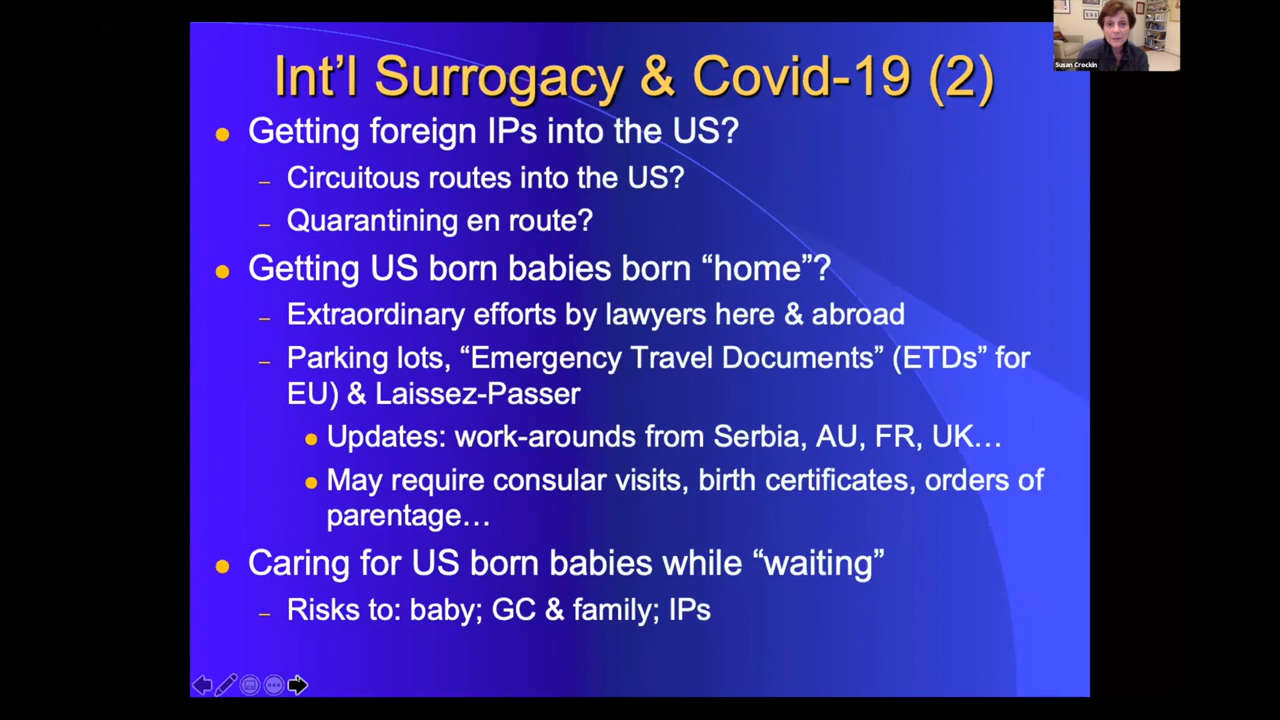 Int'l Surrogacy & Covid-19 (2)
Susan Crockin
• Getting foreign IPs into the US?
– Circuitous routes into the US?
– Quarantining en route?
• Getting US born babies born “home”?
– Extraordinary efforts by lawyers here & abroad
– Parking lots, “Emergency Travel Documents” (ETDs” for
EU) & Laissez-Passer
• Updates: work-arounds from Serbia, AU, FR, UK…
• May require consular visits, birth certificates, orders of
parentage…
• Caring for US born babies while “waiting”
– Risks to: baby; GC & family; IPs